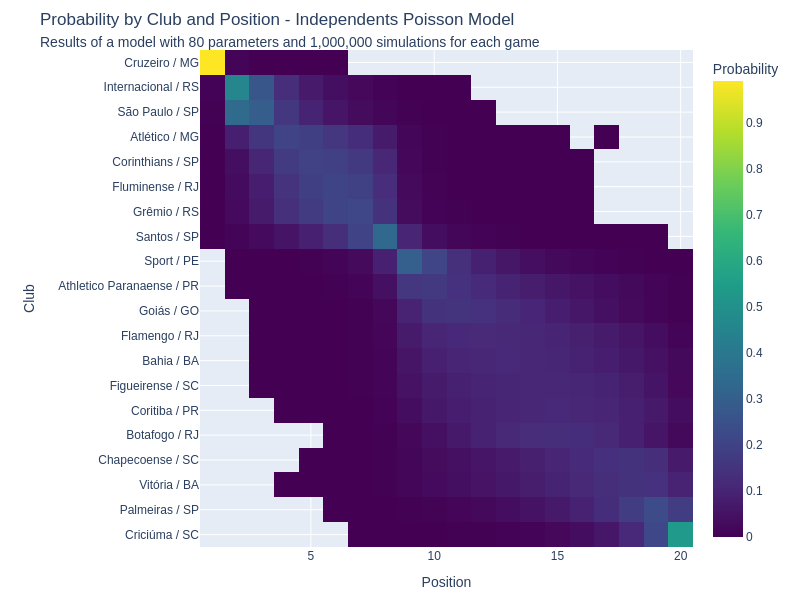 Probability by Club and Position - Independents Poisson Model
Results of a model with 80 parameters and 1,000,000 simulations for each game
Cruzeiro / MG
Internacional / RS
São Paulo / SP
Atlético / MG
Corinthians / SP
Fluminense / RJ
Grêmio / RS
Santos / SP
Sport / PE
Athletico Paranaense / PR
Goiás / GO
Flamengo / RJ
Bahia / BA
Figueirense / SC
Coritiba / PR
Botafogo / RJ
Chapecoense / SC
Vitória / BA
Palmeiras / SP
Criciúma / SC
Club
5
10
15
20
Position
Probability
0.9
0.8
0.7
0.6
0.5
0.4
0.3
0.2
0.1
0